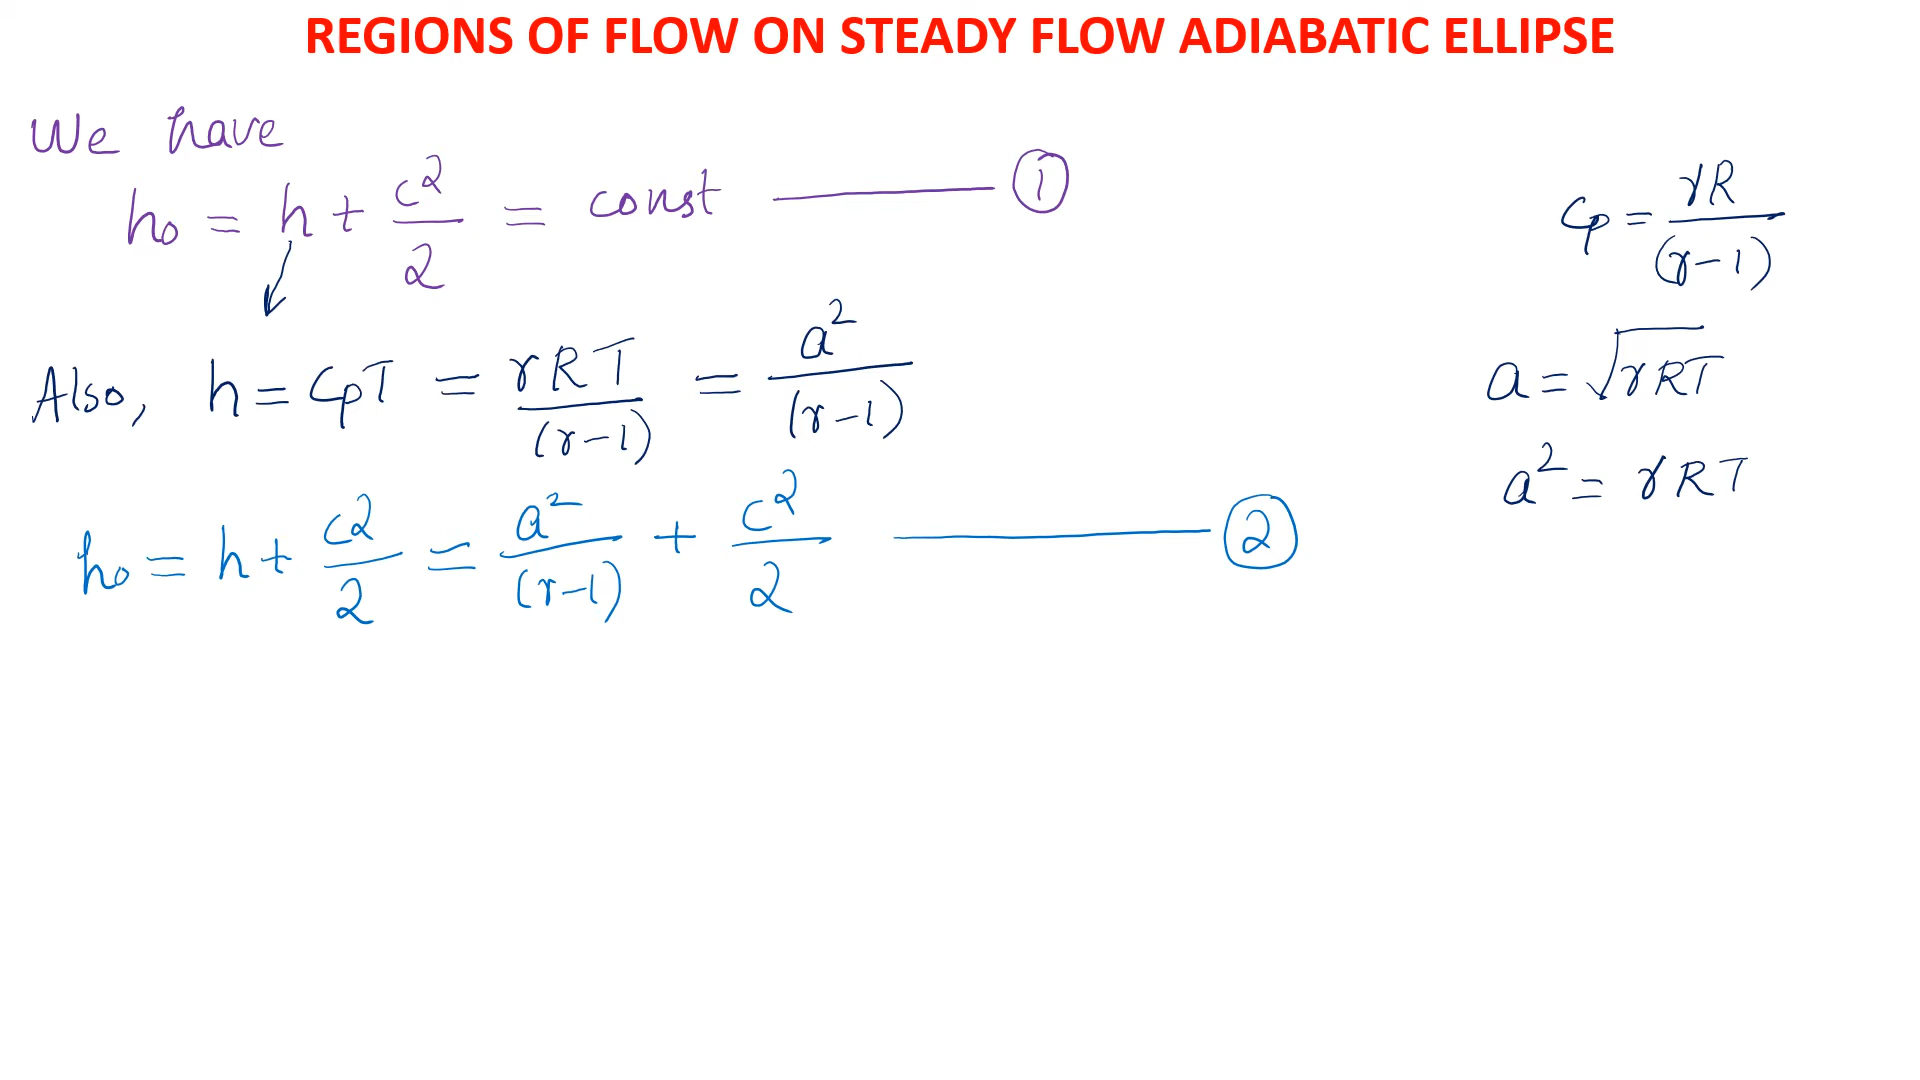 REGIONS OF FLOW ON STEADY FLOW ADIABATIC ELLIPSE
We have
h₀ = h + c²/2 = const ——— ①
Also, h = CpT = γRT/(γ-1) = a²/(γ-1)
h₀ = h + c²/2 = a²/(γ-1) + c²/2 ——— ②
Cp = γR/(γ-1)
a = √γRT
a² = γRT